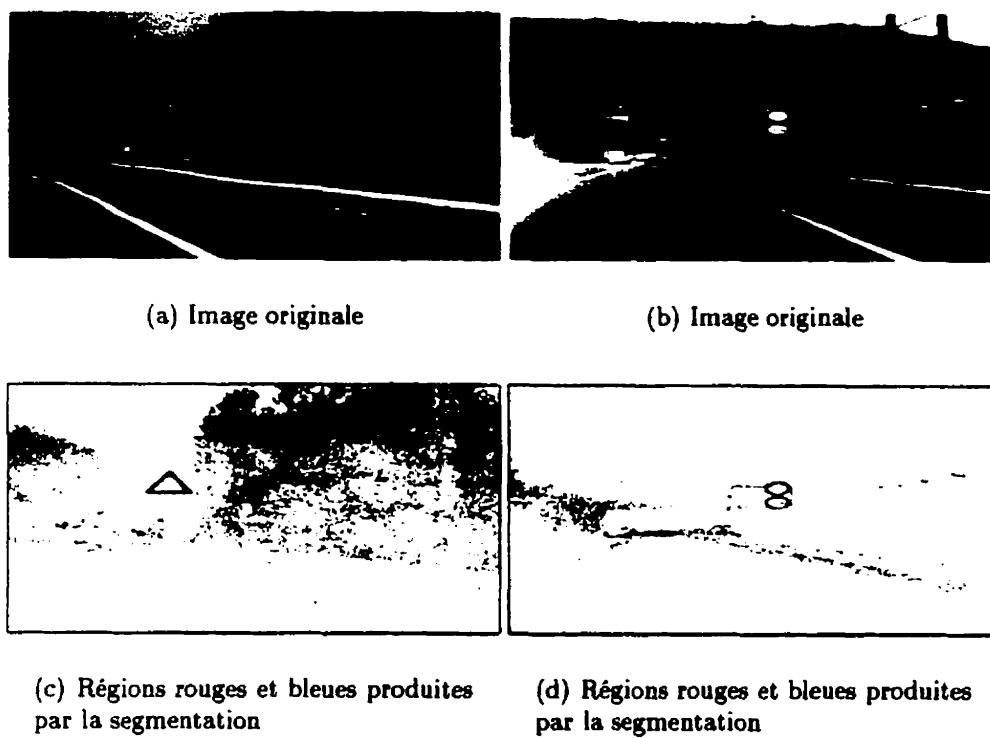 (a) Image originale
(b) Image originale
(c) Régions rouges et bleues produites
par la segmentation
(d) Régions rouges et bleues produites
par la segmentation